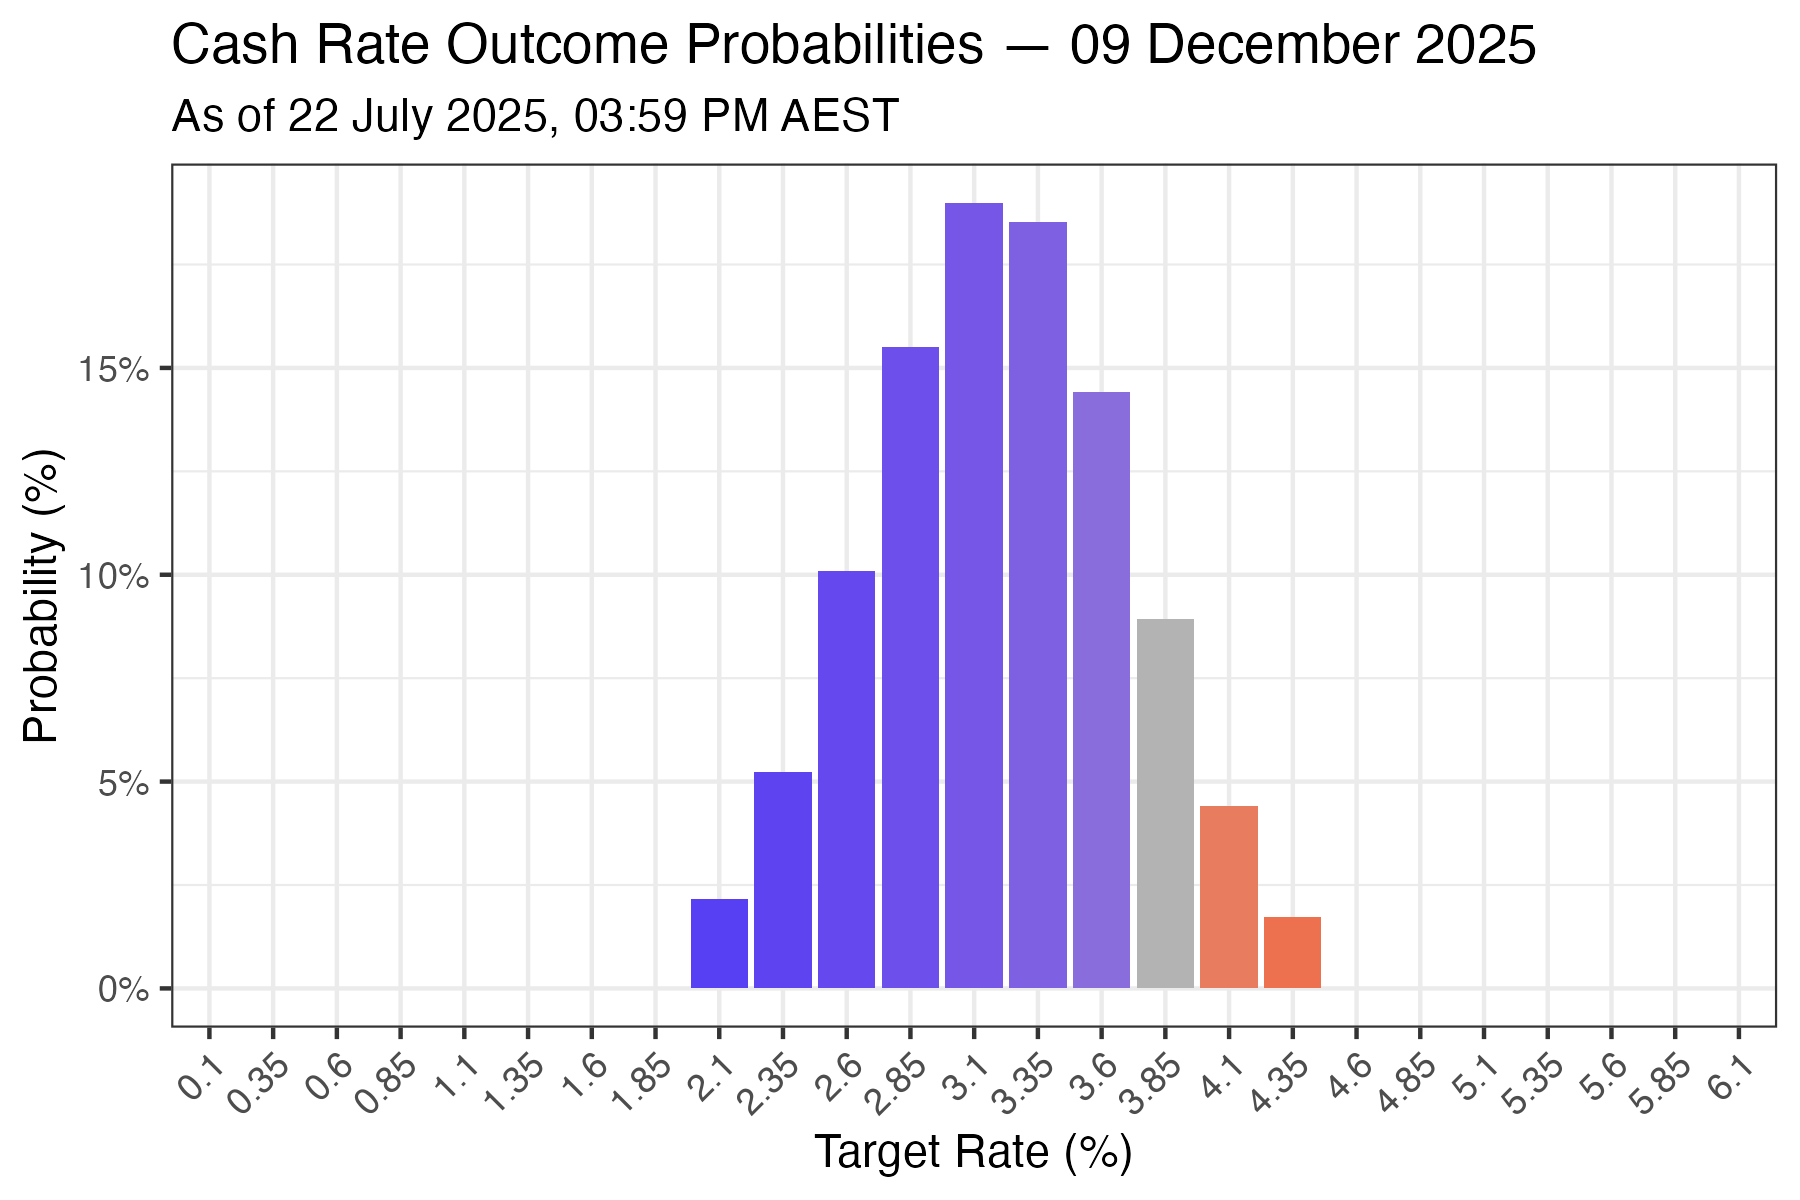 Cash Rate Outcome Probabilities — 09 December 2025
As of 22 July 2025, 03:59 PM AEST
Probability (%)
15%
10%
5%
0%
0.1 0.35 0.6 0.85 1.1 1.35 1.6 1.85 2.1 2.35 2.6 2.85 3.1 3.35 3.6 3.85 4.1 4.35 4.6 4.85 5.1 5.35 5.6 5.85 6.1
Target Rate (%)